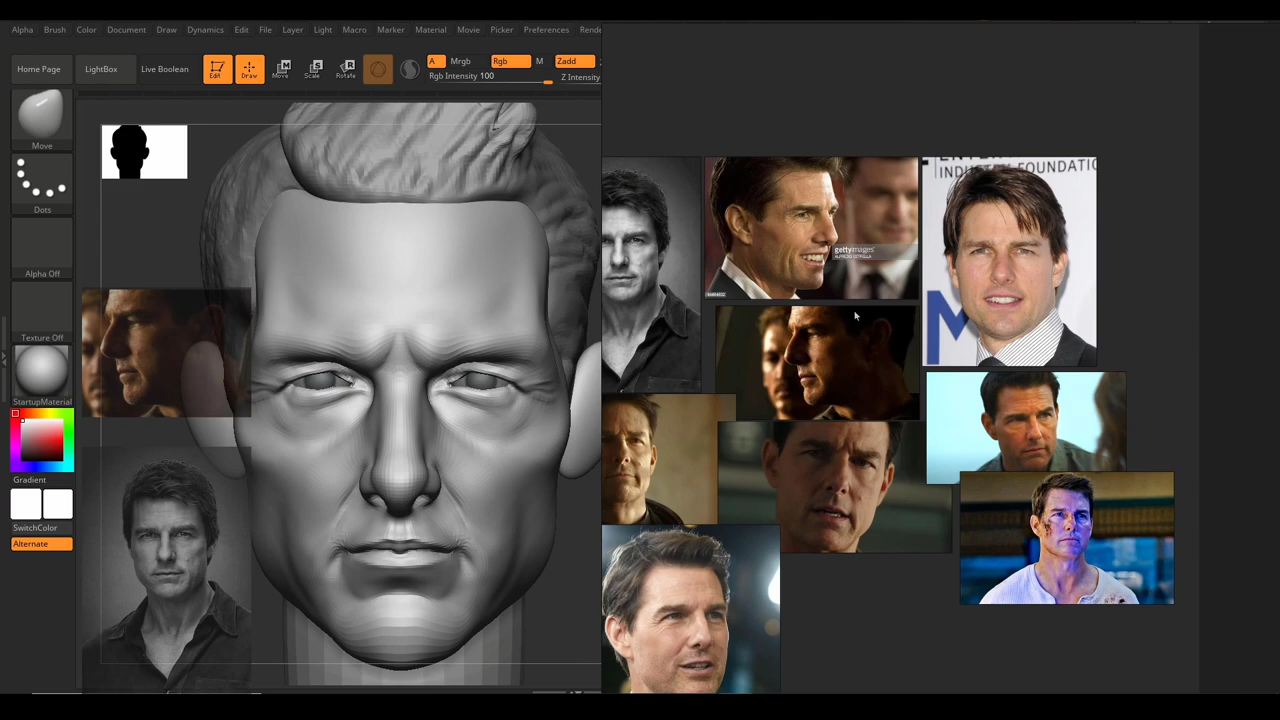 Alpha Brush Color Document Draw Dynamics Edit File Layer Light Macro Marker Material Movie Picker Preferences Rende
Home Page LightBox Live Boolean Edit Draw Move Scale Rotate A Mrgb Rgb M Zadd
Rgb Intensity 100 Z Intensity
Move
Dots
Alpha Off
Texture Off
StartupMaterial
Gradient
SwitchColor
Alternate
INDUSTRY FOUNDATIO
gettyimages
M